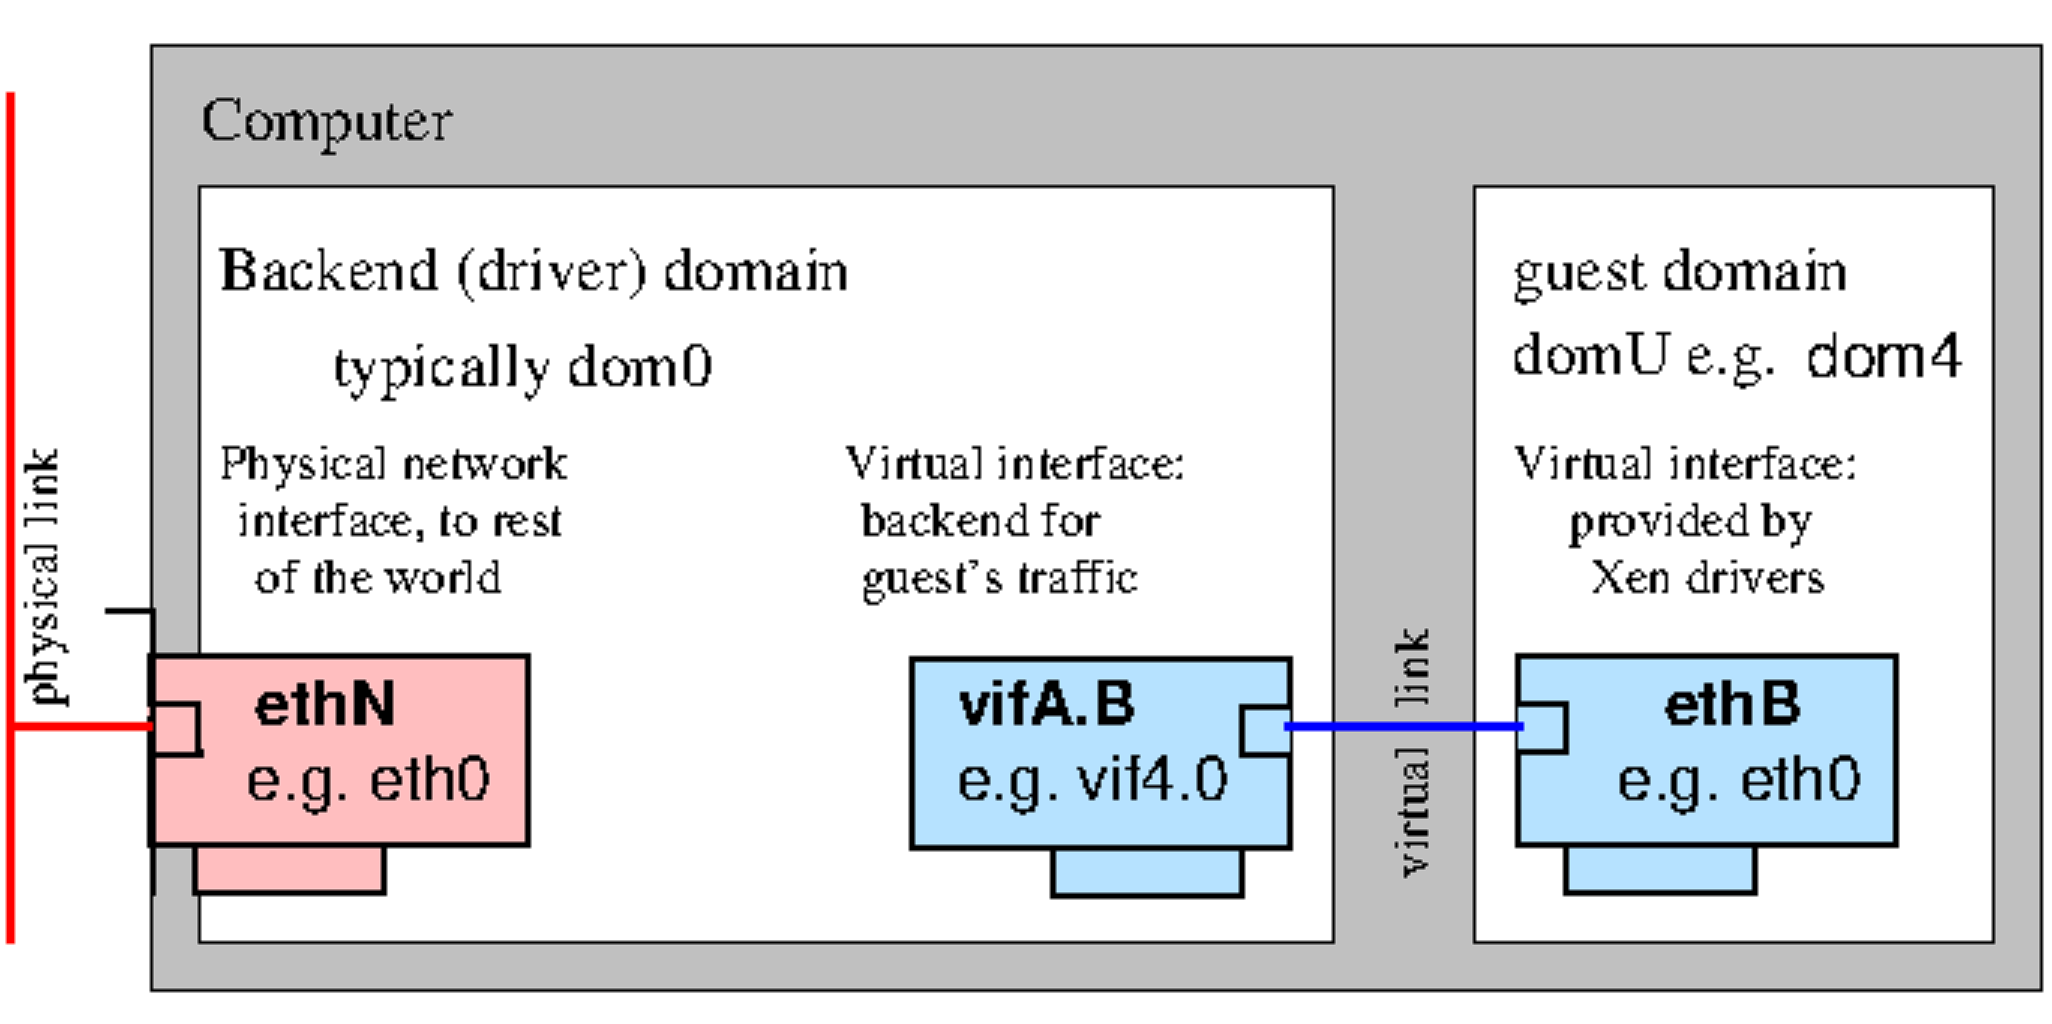 Computer
Backend (driver) domain
typically dom0
Physical network
interface, to rest
of the world
Virtual interface:
backend for
guest's traffic
guest domain
domU e.g. dom4
Virtual interface:
provided by
Xen drivers
physical link
ethN
e.g. eth0
vifA.B
e.g. vif4.0
virtual link
ethB
e.g. eth0